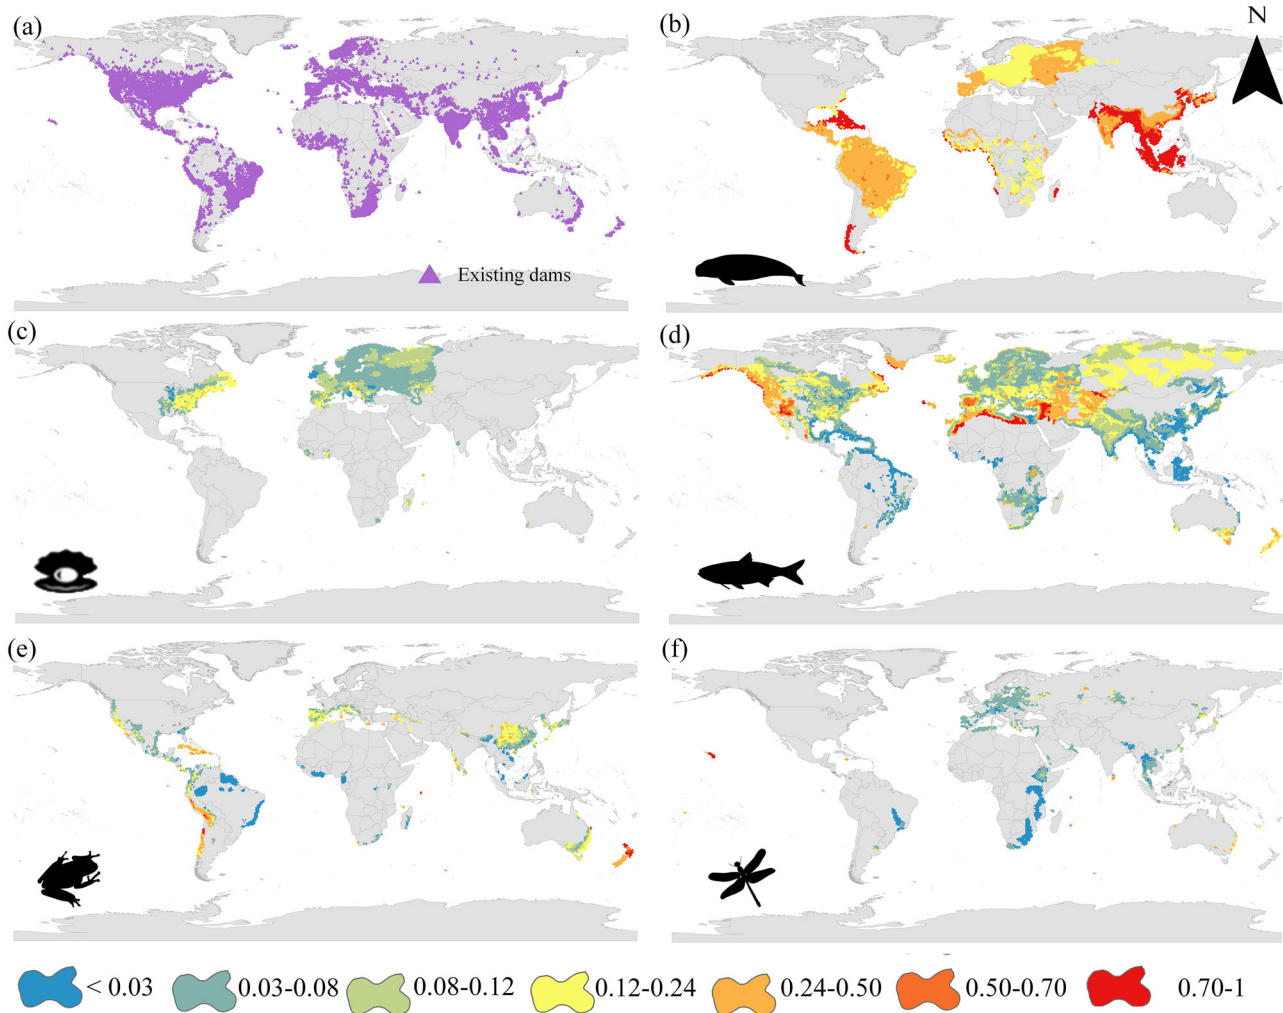 (a)
(b)
N
Existing dams
(c)
(d)
(e)
(f)
< 0.03
0.03-0.08
0.08-0.12
0.12-0.24
0.24-0.50
0.50-0.70
0.70-1